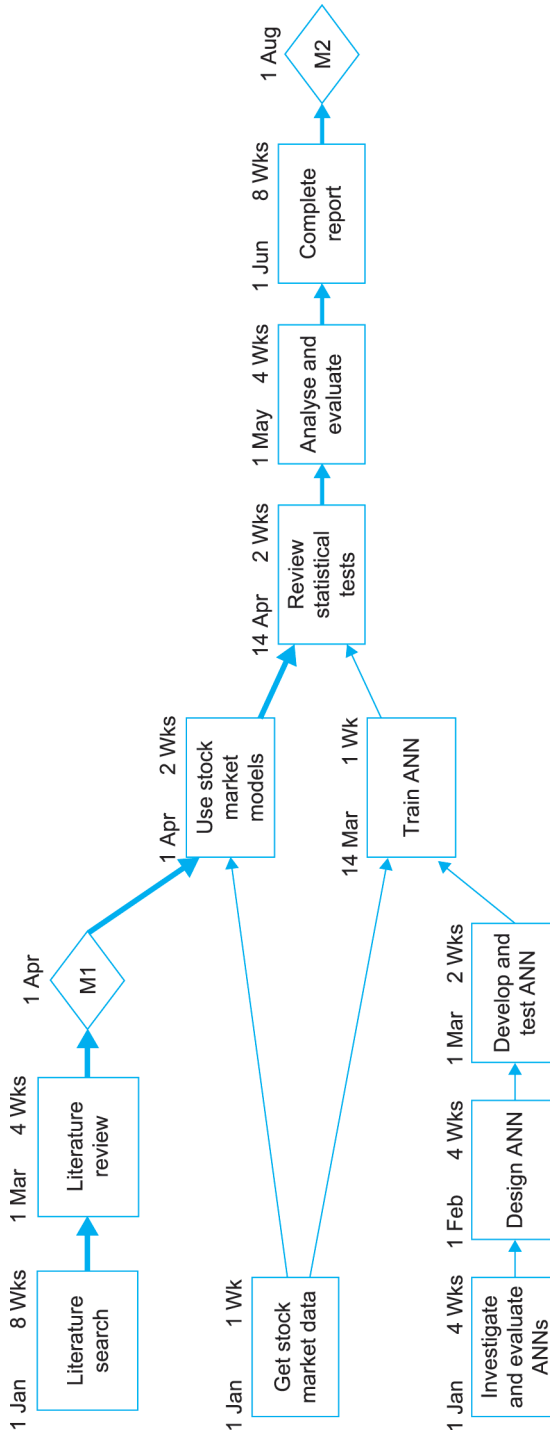 1 Jan 8 Wks
Literature
search
1 Mar 4 Wks
Literature
review
1 Apr
M1
1 Jan 1 Wk
Get stock
market data
1 Apr 2 Wks
Use stock
market
models
1 Jan 4 Wks
Investigate
and evaluate
ANNs
1 Feb 4 Wks
Design ANN
1 Mar 2 Wks
Develop and
test ANN
14 Mar 1 Wk
Train ANN
14 Apr 2 Wks
Review
statistical
tests
1 May 4 Wks
Analyse and
evaluate
1 Jun 8 Wks
Complete
report
1 Aug
M2